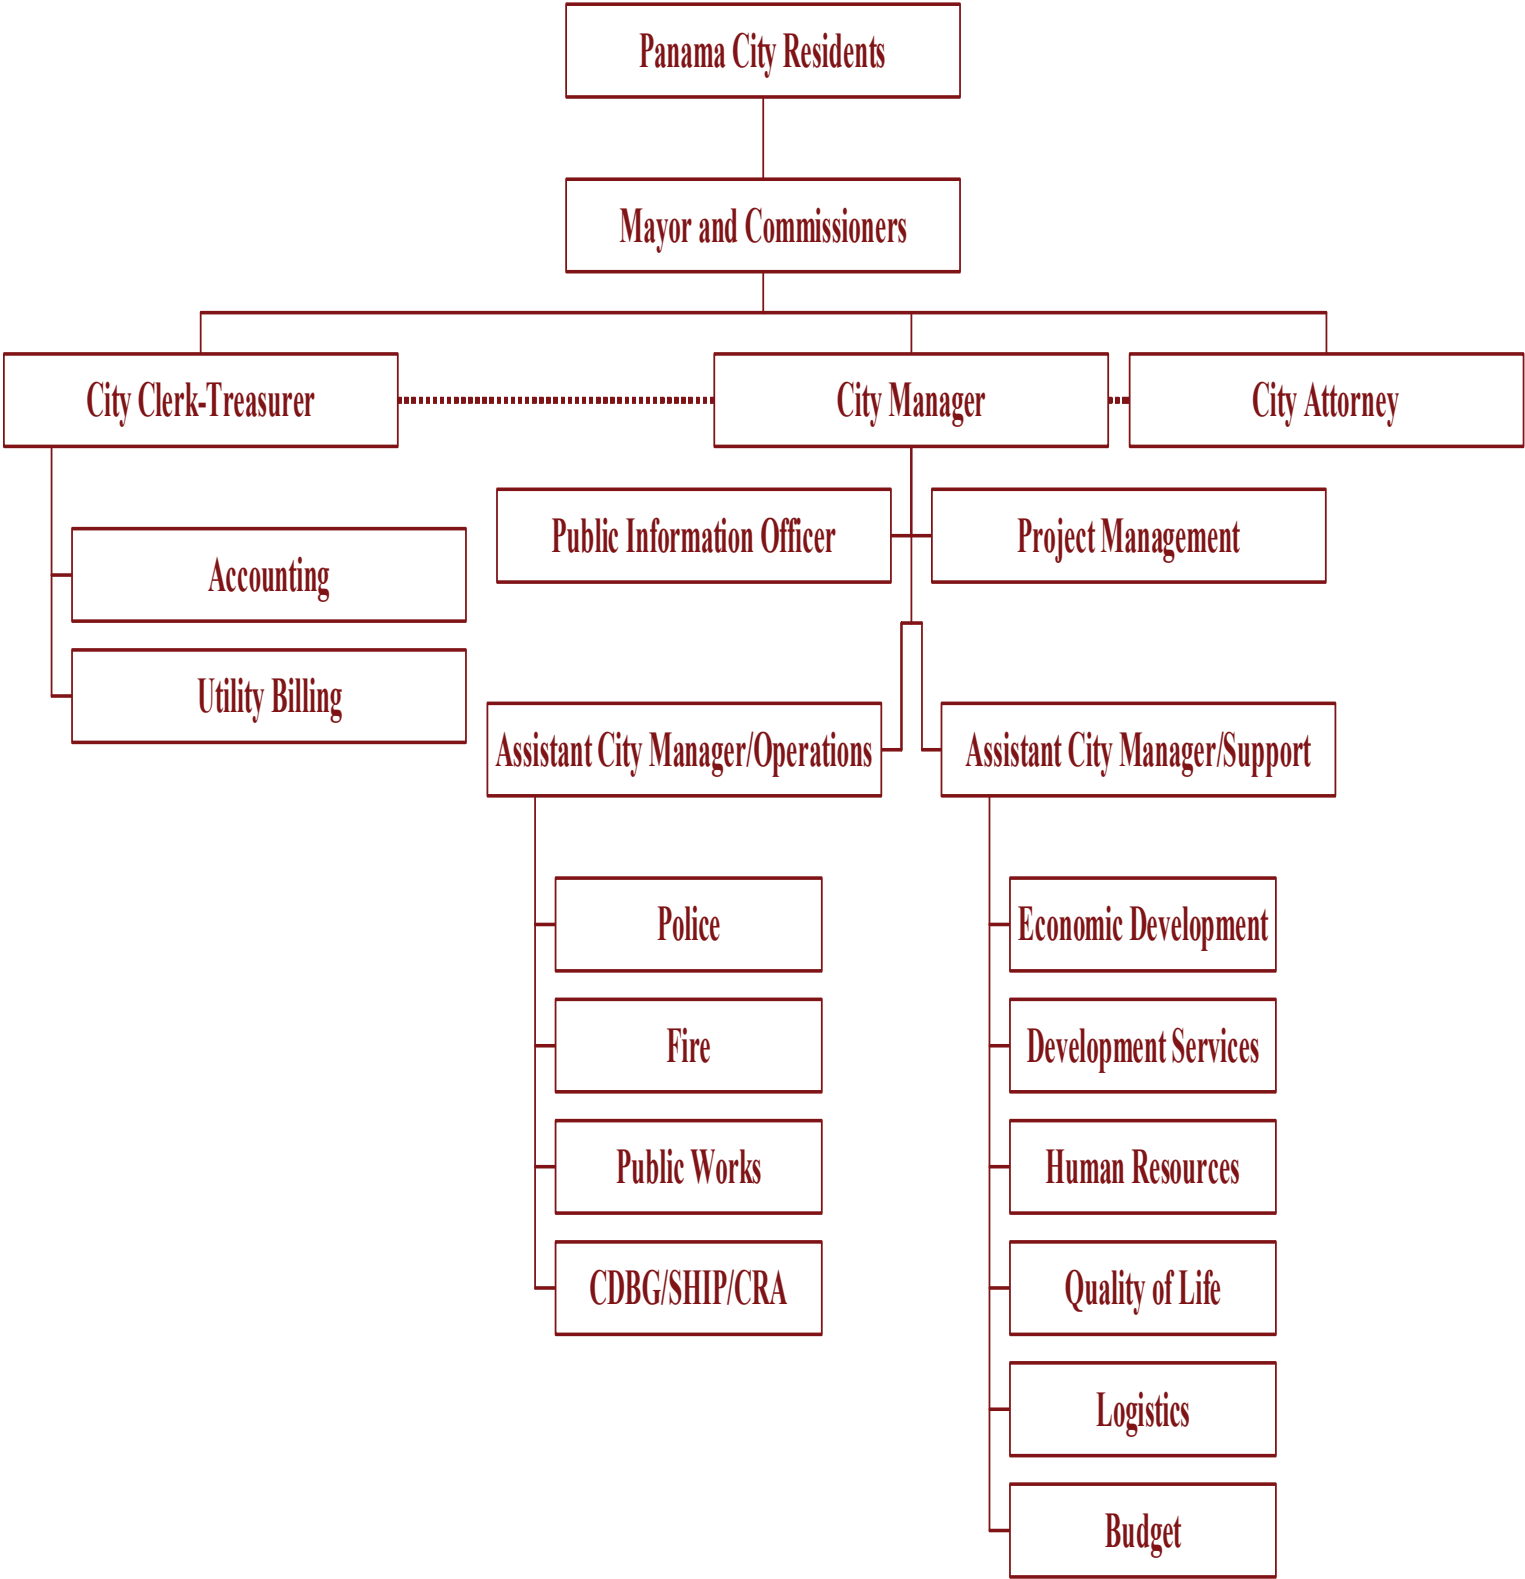 Panama City Residents
Mayor and Commissioners
City Clerk-Treasurer
City Manager
City Attorney
Public Information Officer
Project Management
Accounting
Utility Billing
Assistant City Manager/Operations
Assistant City Manager/Support
Police
Fire
Public Works
CDBG/SHIP/CRA
Economic Development
Development Services
Human Resources
Quality of Life
Logistics
Budget